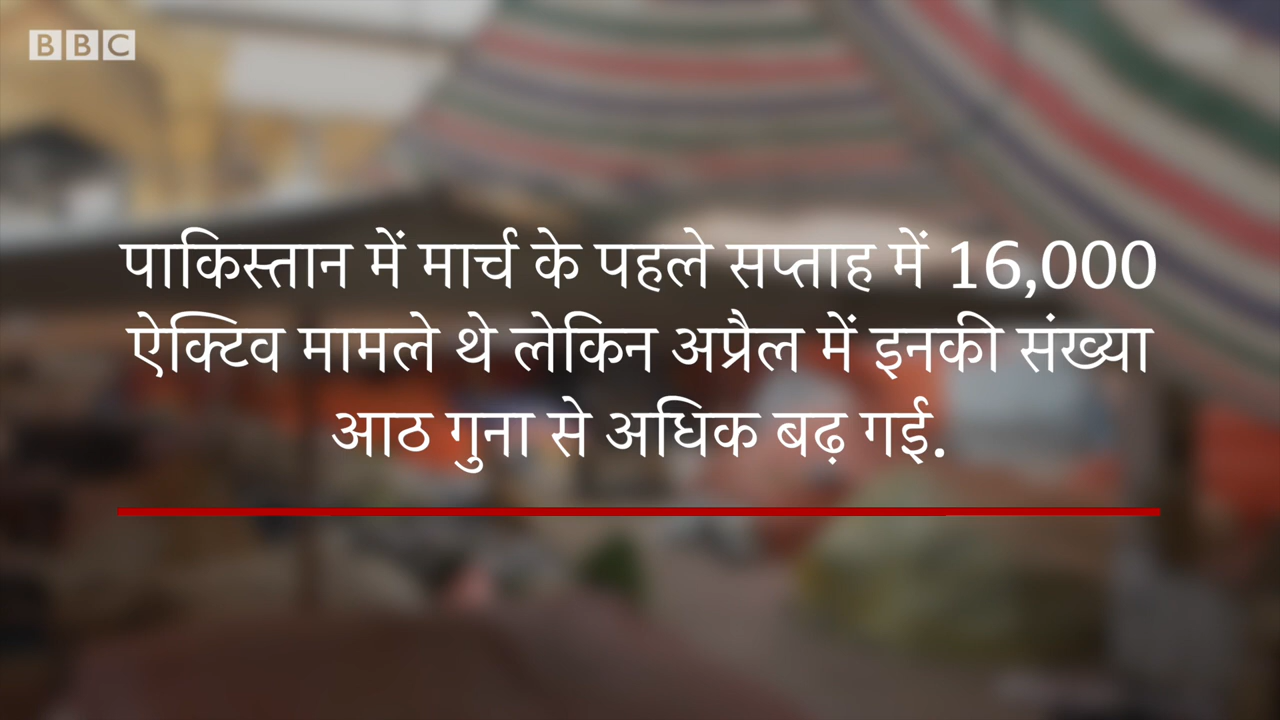 BBC
पाकिस्तान में मार्च के पहले सप्ताह में 16,000
ऐक्टिव मामले थे लेकिन अप्रैल में इनकी संख्या
आठ गुना से अधिक बढ़ गई.